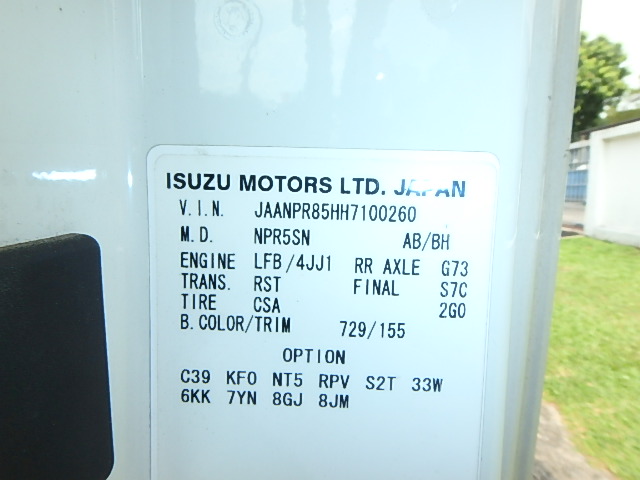 ISUZU MOTORS LTD. JAPAN
V.I.N. JAANPR85HH7100260
M.D. NPR5SN AB/BH
ENGINE LFB/4JJ1 RR AXLE G73
TRANS. RST FINAL S7C
TIRE CSA 2G0
B.COLOR/TRIM 729/155
OPTION
C39 KF0 NT5 RPV S2T 33W
6KK 7YN 8GJ 8JM